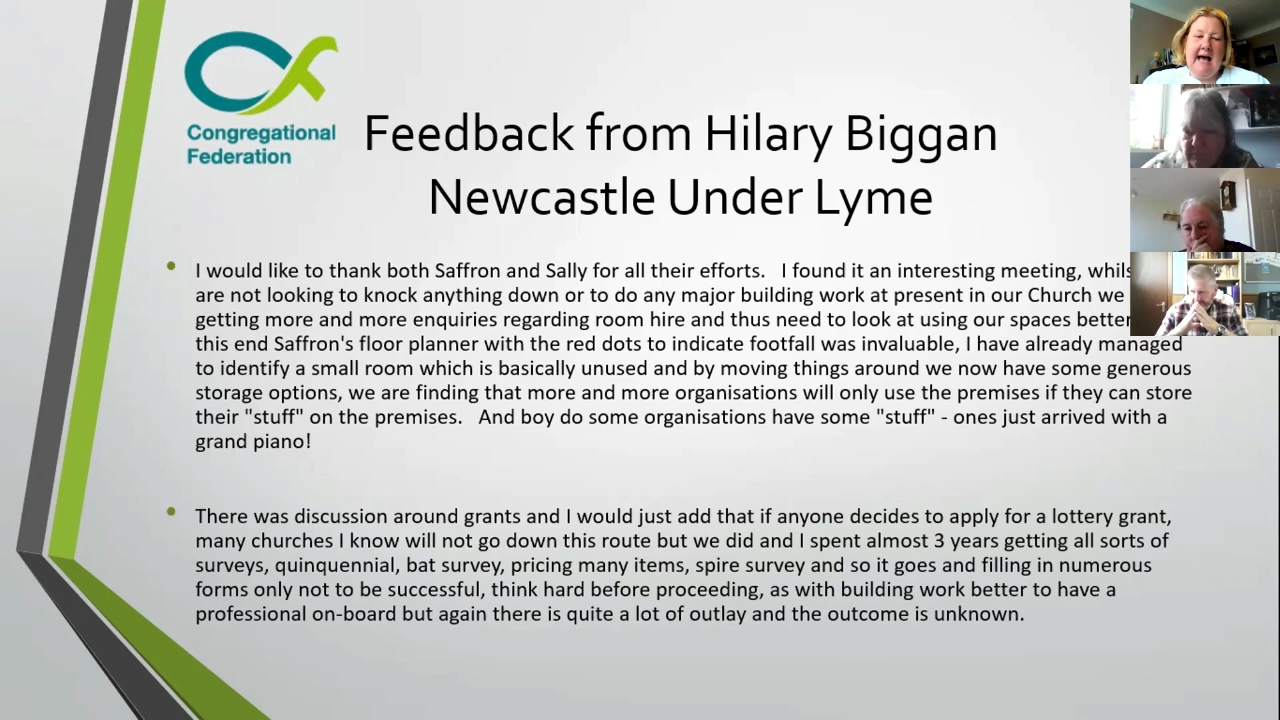 Congregational
Federation
Feedback from Hilary Biggan
Newcastle Under Lyme
I would like to thank both Saffron and Sally for all their efforts.   I found it an interesting meeting, whils
are not looking to knock anything down or to do any major building work at present in our Church we
getting more and more enquiries regarding room hire and thus need to look at using our spaces better
this end Saffron's floor planner with the red dots to indicate footfall was invaluable, I have already managed
to identify a small room which is basically unused and by moving things around we now have some generous
storage options, we are finding that more and more organisations will only use the premises if they can store
their "stuff" on the premises.   And boy do some organisations have some "stuff" - ones just arrived with a
grand piano!
There was discussion around grants and I would just add that if anyone decides to apply for a lottery grant,
many churches I know will not go down this route but we did and I spent almost 3 years getting all sorts of
surveys, quinquennial, bat survey, pricing many items, spire survey and so it goes and filling in numerous
forms only not to be successful, think hard before proceeding, as with building work better to have a
professional on-board but again there is quite a lot of outlay and the outcome is unknown.